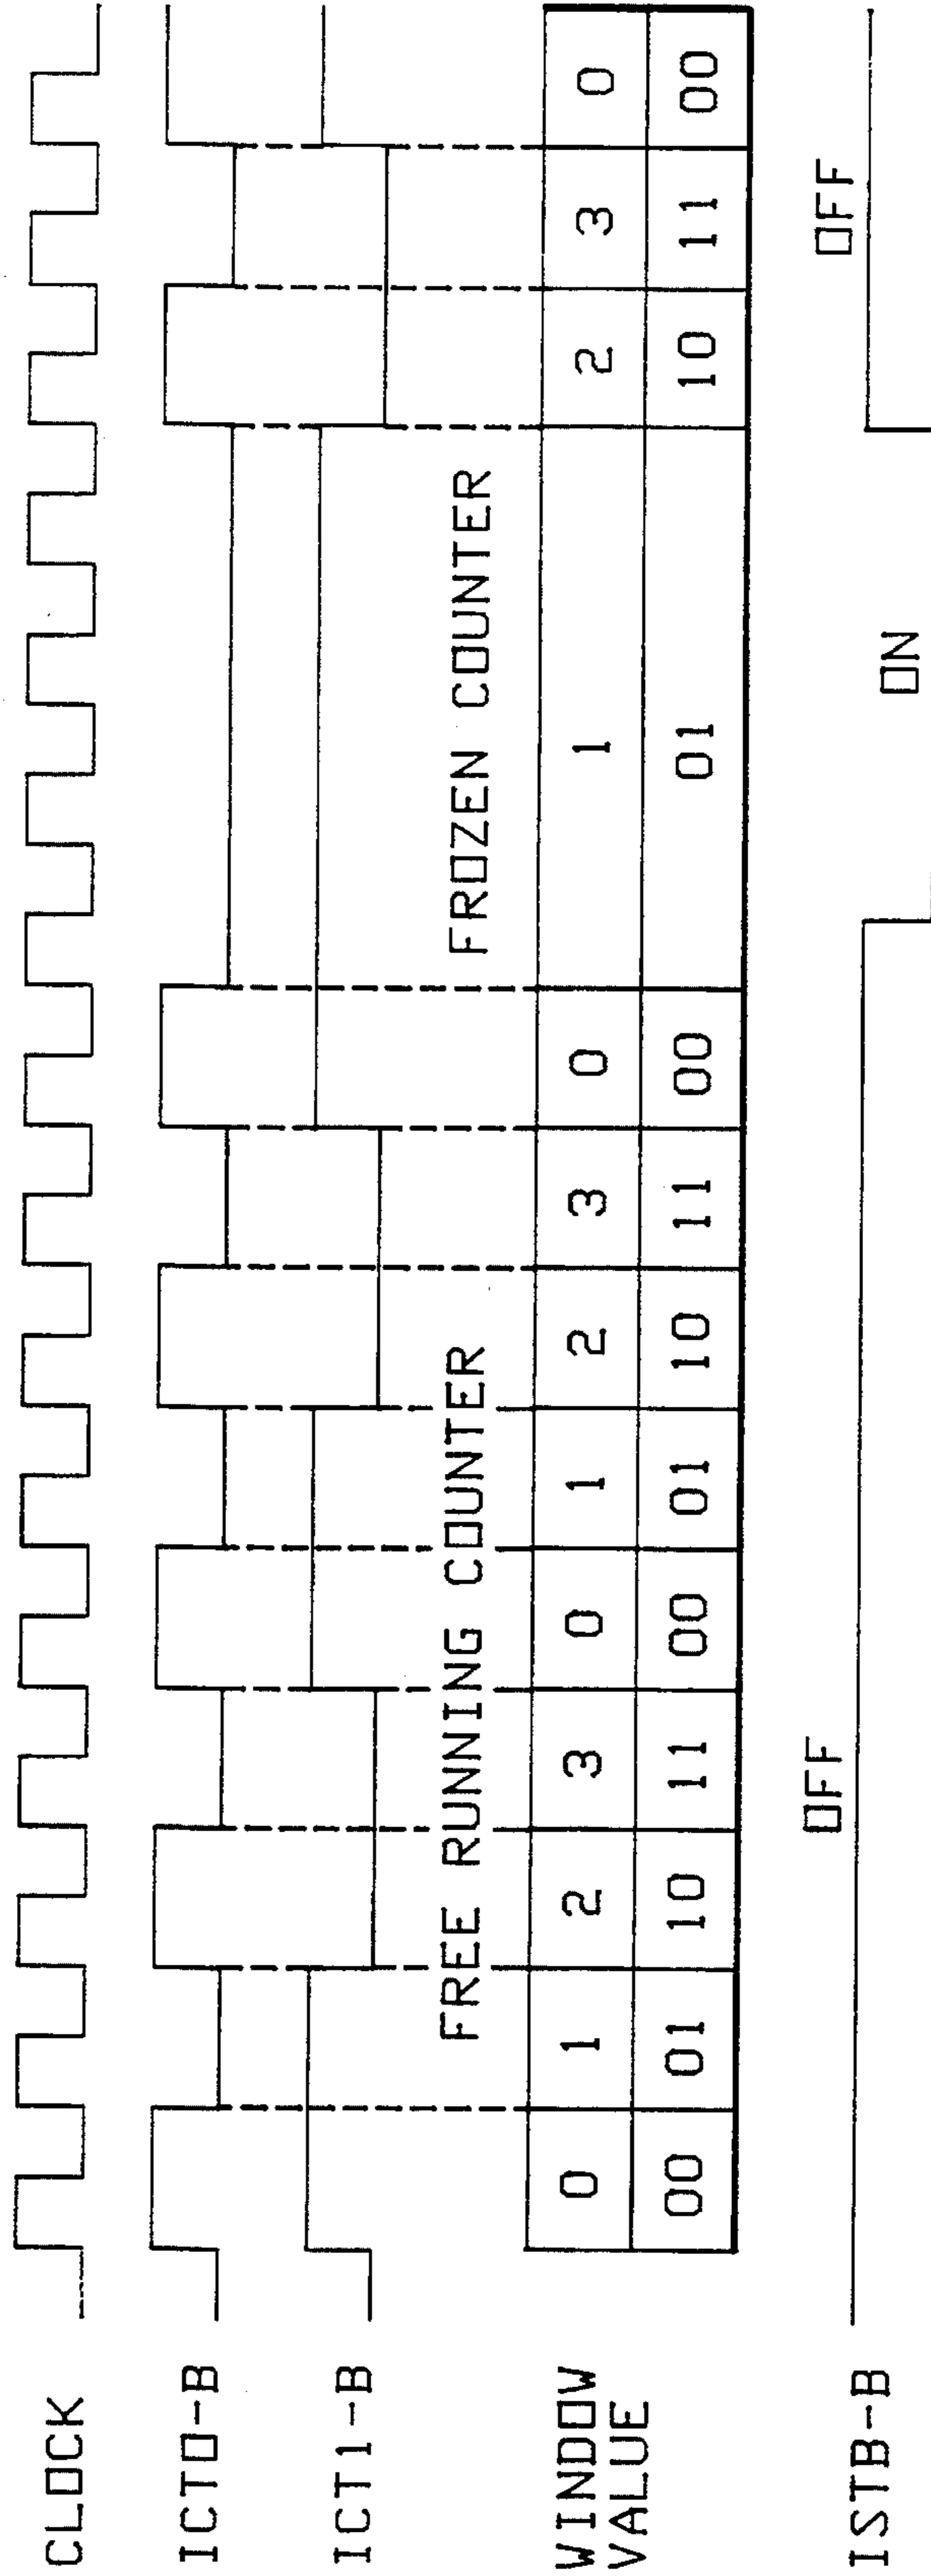 CLOCK
ICT0-B
ICT1-B
FREE RUNNING COUNTER FROZEN COUNTER
WINDOW
VALUE
0 1 2 3 0 1 2 3 0 1 2 3 0
00 01 10 11 00 01 10 11 00 01 10 11 00
OFF ON OFF
ISTB-B